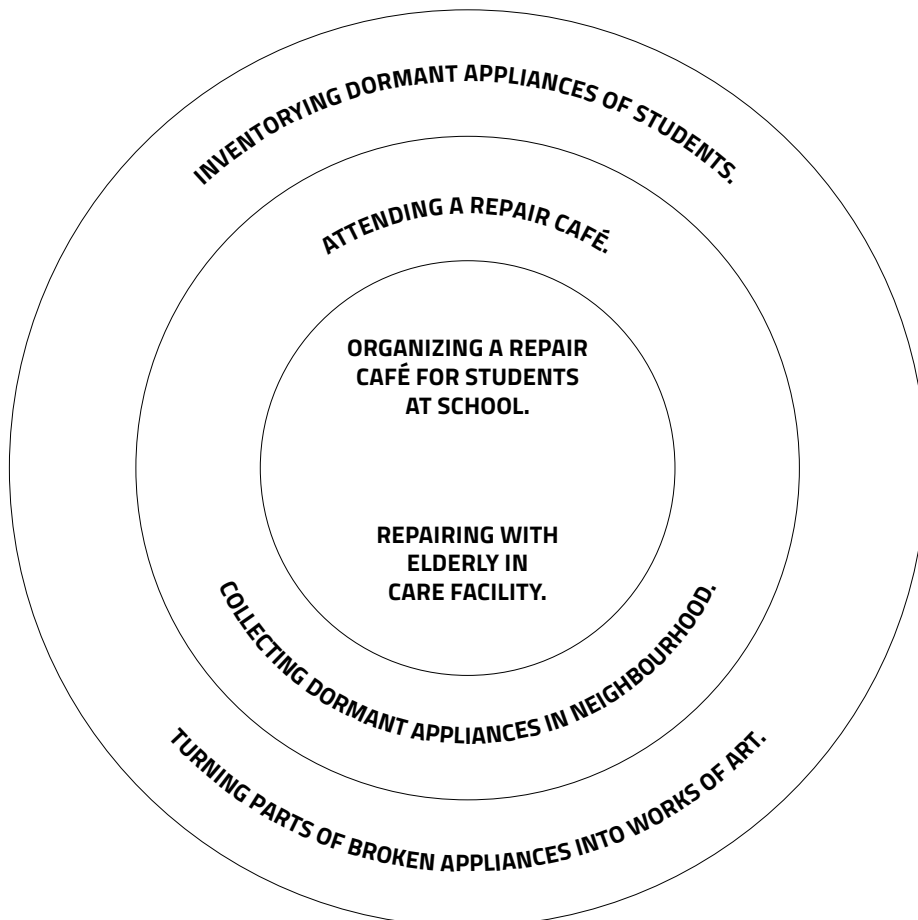 INVENTORYING DORMANT APPLIANCES OF STUDENTS.
ATTENDING A REPAIR CAFÉ.
ORGANIZING A REPAIR
CAFÉ FOR STUDENTS
AT SCHOOL.
REPAIRING WITH
ELDERLY IN
CARE FACILITY.
COLLECTING DORMANT APPLIANCES IN NEIGHBOURHOOD.
TURNING PARTS OF BROKEN APPLIANCES INTO WORKS OF ART.